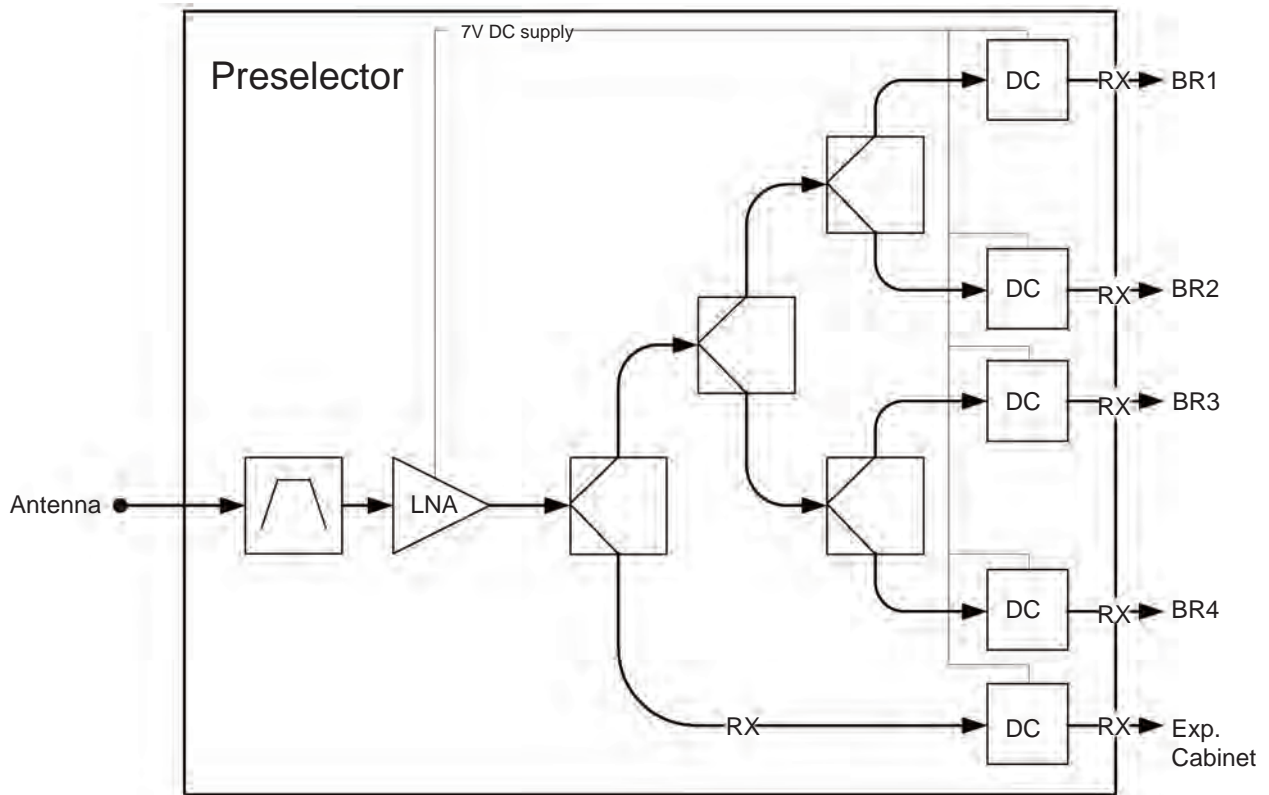 7V DC supply
Preselector
DC
RX
BR1
DC
RX
BR2
DC
RX
BR3
Antenna
LNA
DC
RX
BR4
RX
DC
RX
Exp.
Cabinet